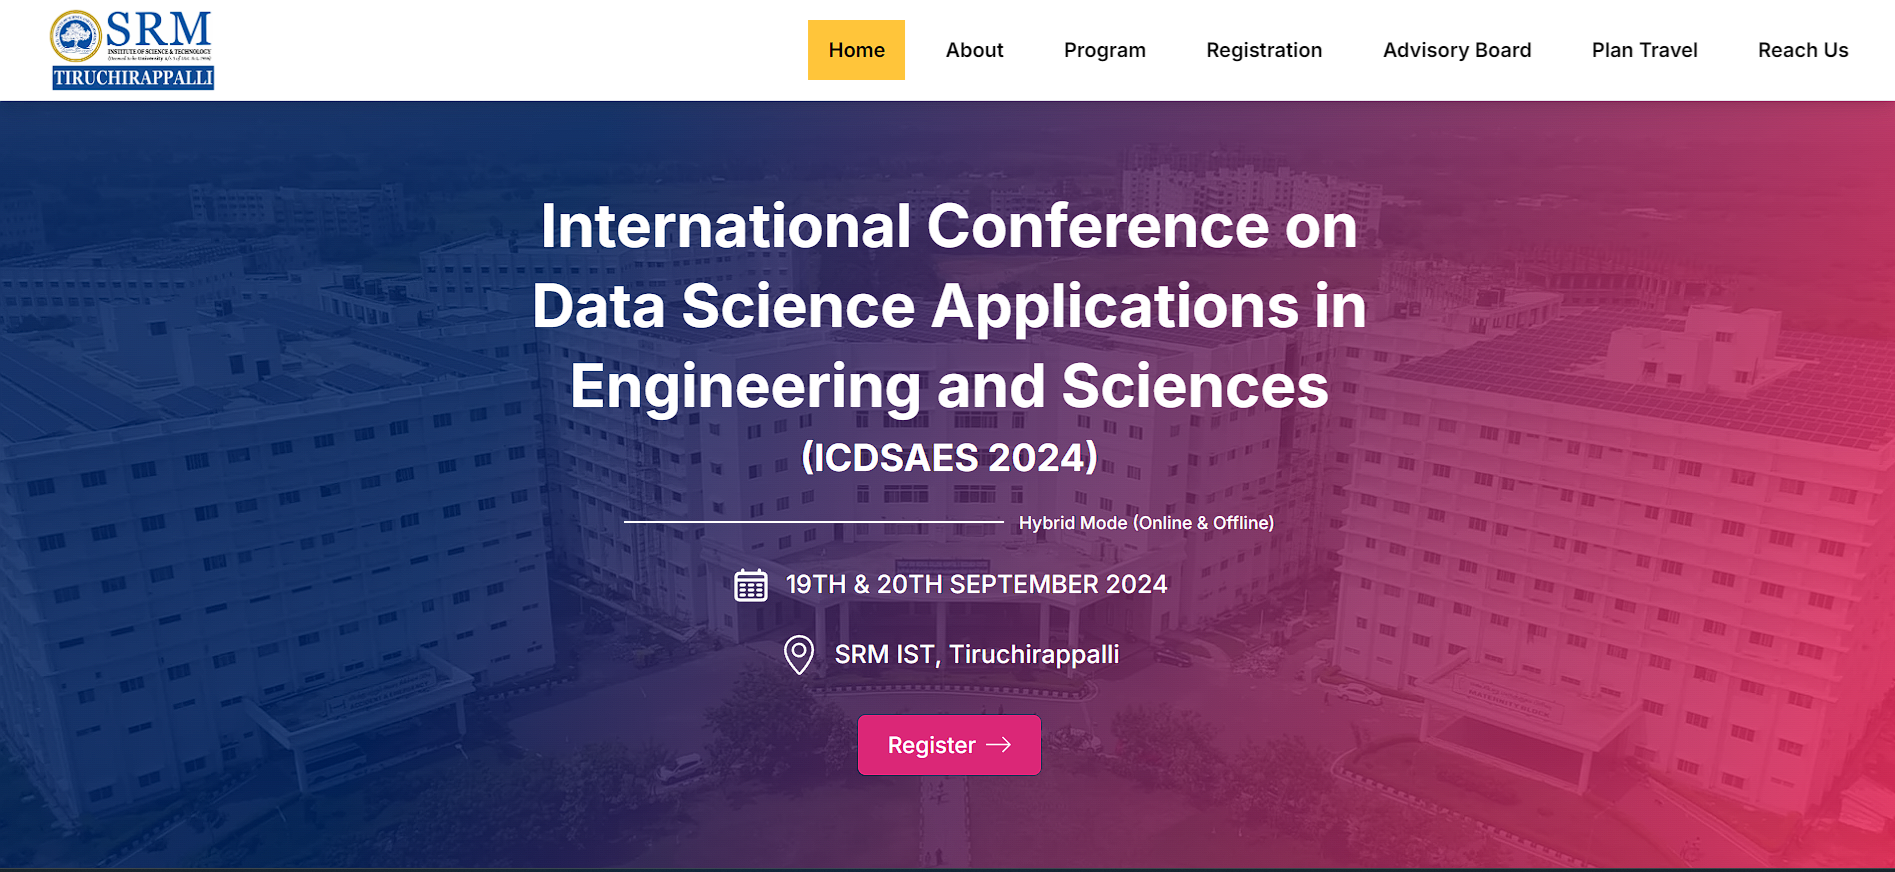 SRM
INSTITUTE OF SCIENCE & TECHNOLOGY
TIRUCHIRAPPALLI
Home
About
Program
Registration
Advisory Board
Plan Travel
Reach Us
International Conference on
Data Science Applications in
Engineering and Sciences
(ICDSAES 2024)
Hybrid Mode (Online & Offline)
19TH & 20TH SEPTEMBER 2024
SRM IST, Tiruchirappalli
MATERNITY BLOCK
Register